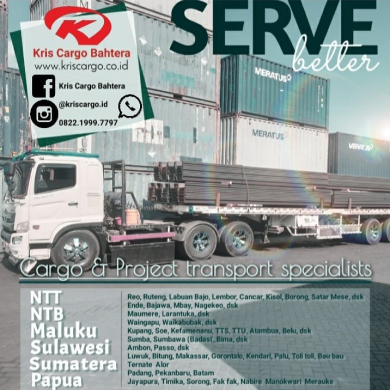 SERVE
better
Kris Cargo Bahtera
www.kriscargo.co.id
Kris Cargo Bahtera
@kriscargo.id
0822.1999.7797
MERATUS
MERATUS
Cargo & Project transport specialists
NTT
NTB
Maluku
Sulawesi
Sumatera
Papua
Reo, Ruteng, Labuan Bajo, Lembor, Cancar, Kisol, Borong, Satar Mese, dsk
Ende, Bajawa, Mbay, Nagekeo, dsk
Maumere, Larantuka, dsk
Waingapu, Waikabubak, dsk
Kupang, Soe, Kefamenanu, TTS, TTU, Atambua, Belu, dsk
Sumba, Sumbawa (Badas), Bima, dsk
Ambon, Passo, dsk
Luwuk, Bitung, Makassar, Gorontalo, Kendari, Palu, Toli toli, Bau bau
Ternate Alor
Padang, Pekanbaru, Batam
Jayapura, Timika, Sorong, Fak fak, Nabire Manokwari Merauke